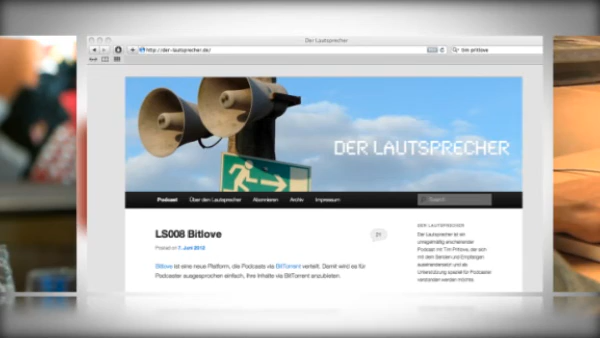 Der Lautsprecher
http://der-lautsprecher.de/
tim pritlove
DER LAUTSPRECHER
Podcast Über den Lautsprecher Abonnieren Archiv Impressum
Search
LS008 Bitlove
21
Posted on 7. Juni 2012
Bitlove ist eine neue Plattform, die Podcasts via BitTorrent verteilt. Damit wird es für
Podcaster ausgesprochen einfach, ihre Inhalte via BitTorrent anzubieten.
DER LAUTSPRECHER
Der Lautsprecher ist ein
unregelmäßig erscheinender
Podcast mit Tim Pritlove, der sich
mit dem Senden und Empfangen
auseinandersetzt und als
Unterstützung speziell für Podcaster
verstanden werden möchte.